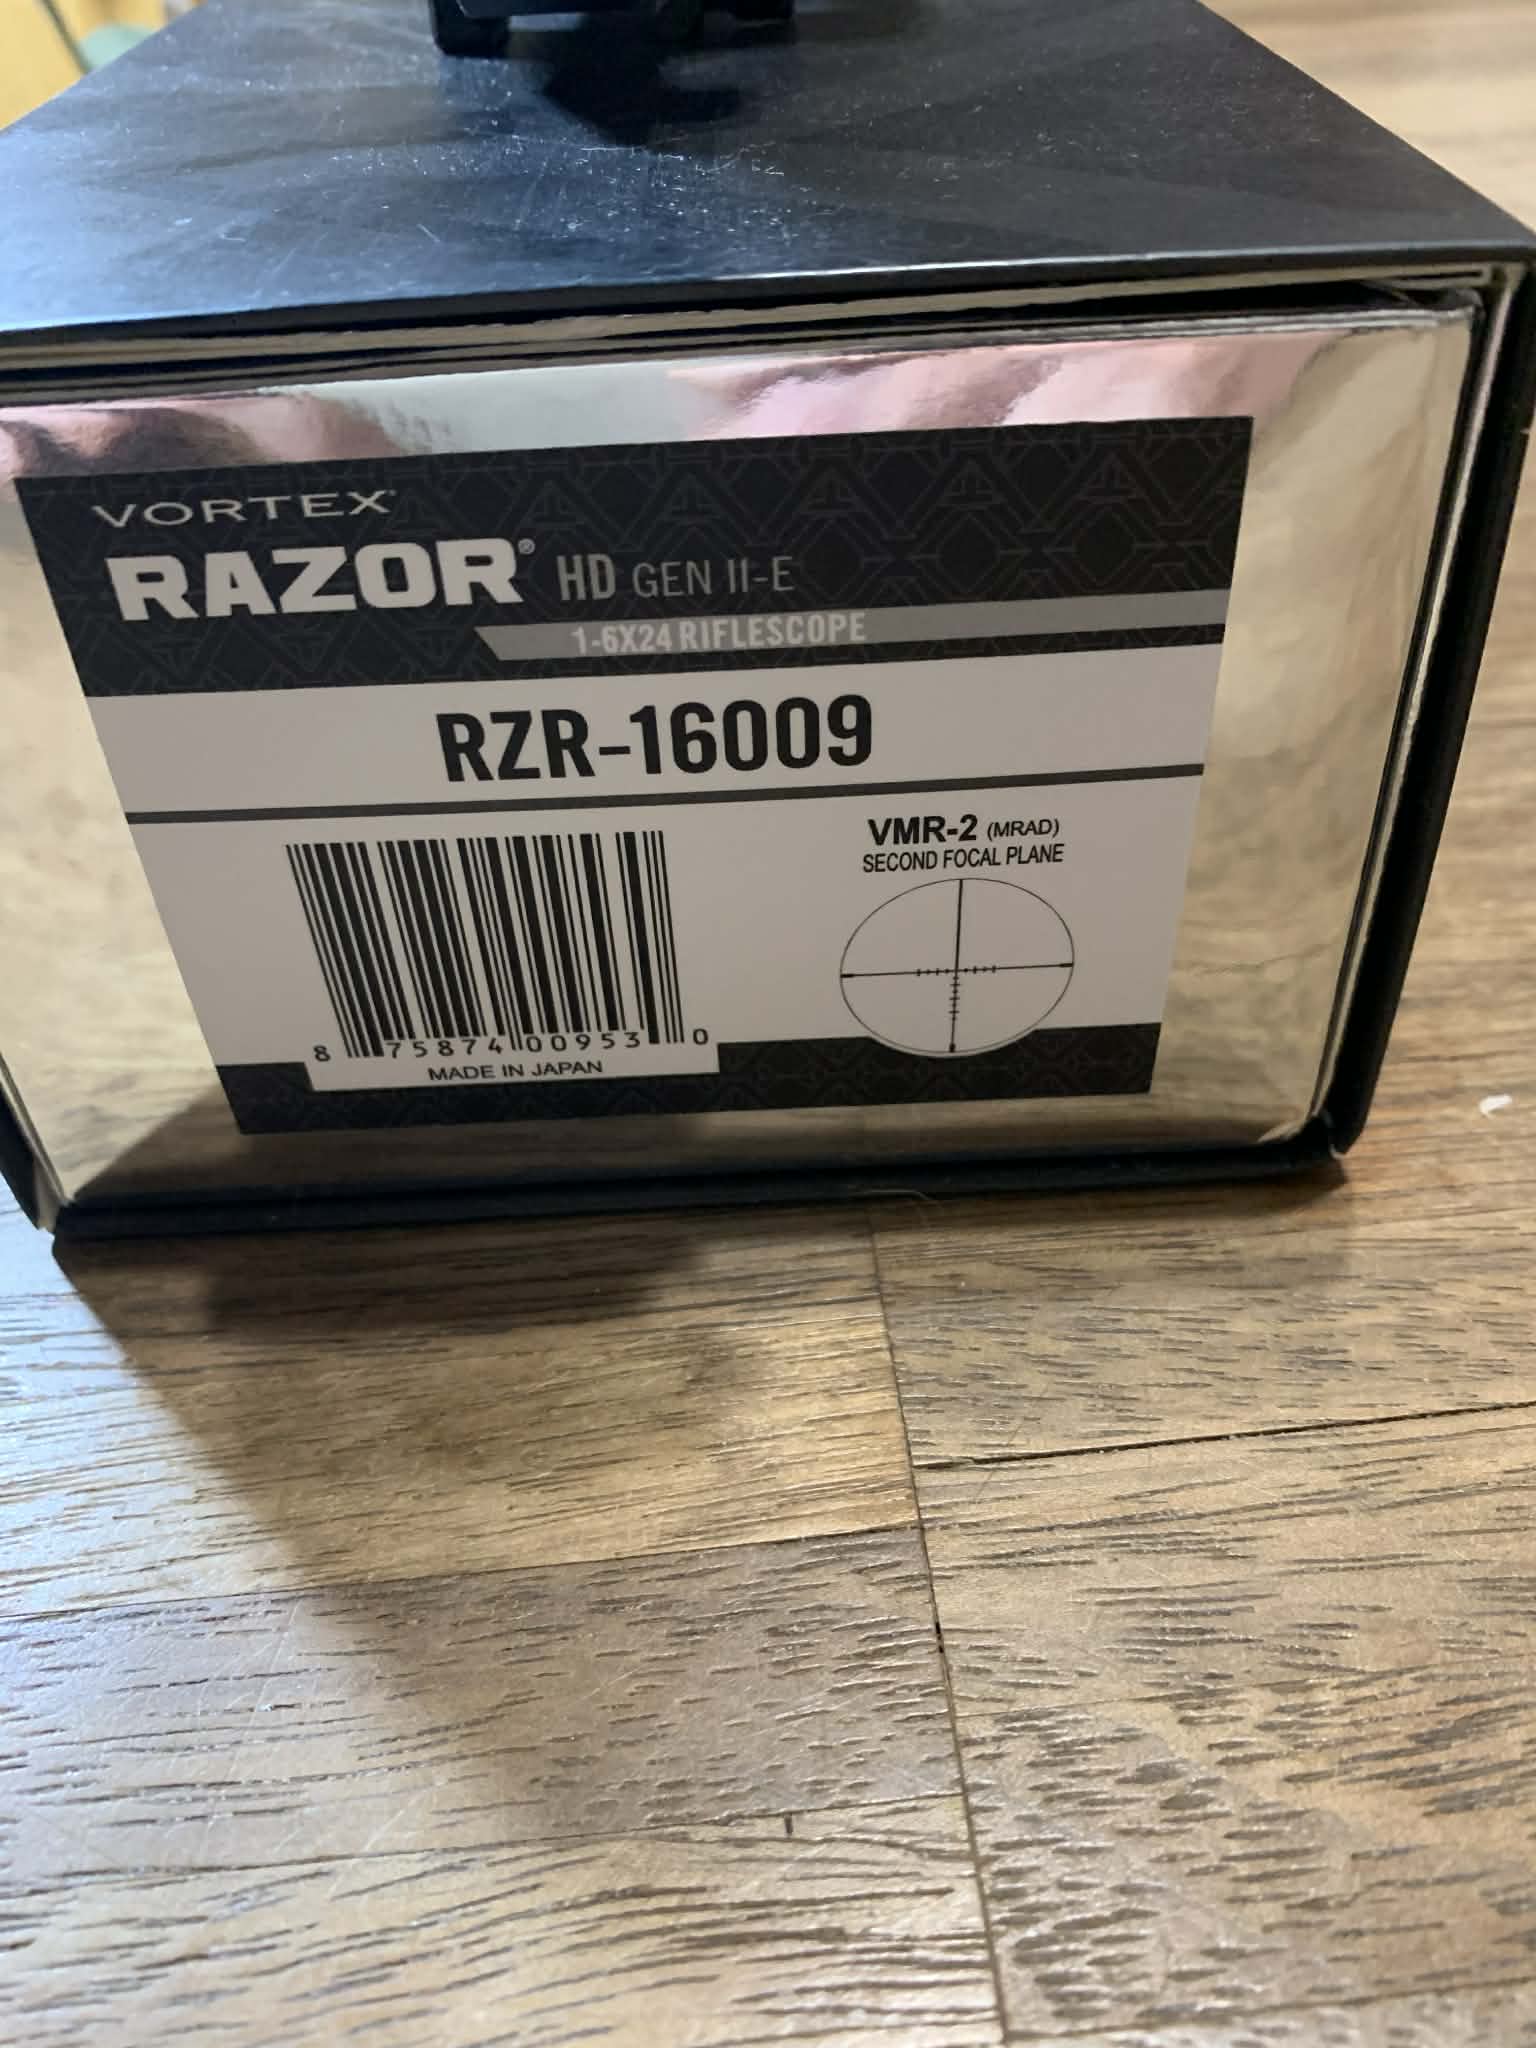 VORTEX
RAZOR® HD GEN II-E
1-6X24 RIFLESCOPE
RZR-16009
VMR-2 (MRAD)
SECOND FOCAL PLANE
8 75874 00953 0
MADE IN JAPAN